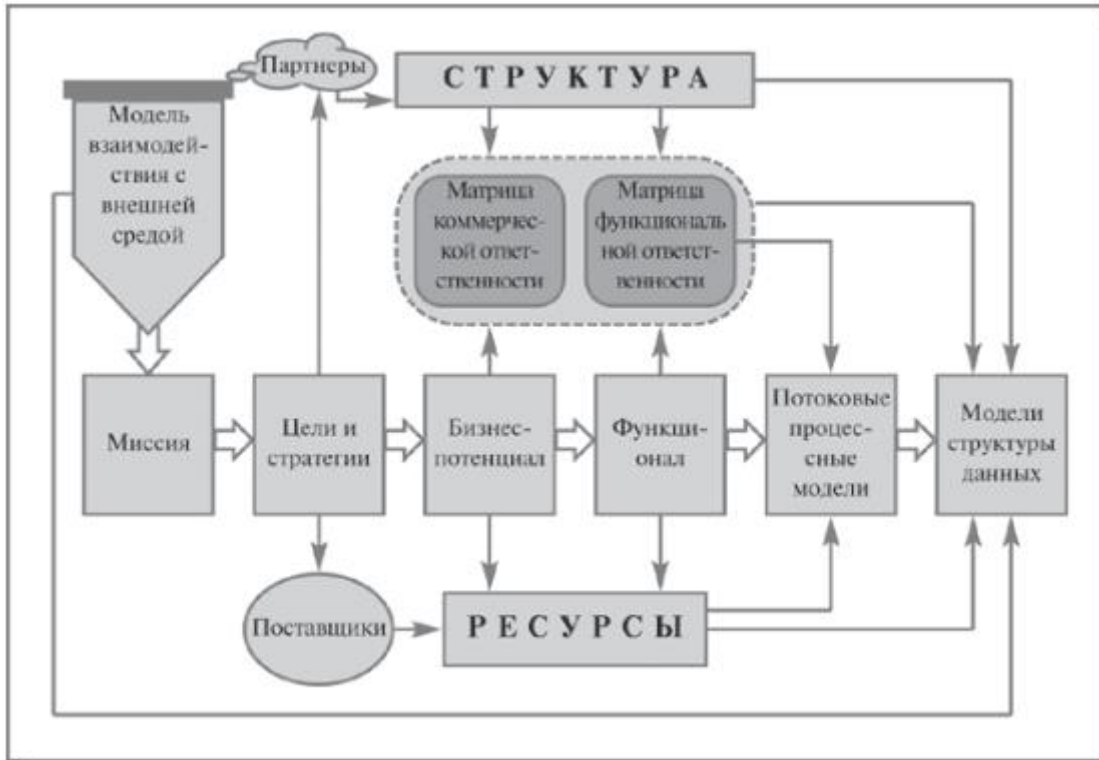 Партнеры
СТРУКТУРА
Модель
взаимодей-
ствия с
внешней
средой
Матрица
коммерчес-
кой ответ-
ственности
Матрица
функциональ
ной ответст-
венности
Миссия
Цели и
стратегии
Бизнес-
потенциал
Функци-
онал
Потоковые
процес-
сные
модели
Модели
структуры
данных
Поставщики
РЕСУРСЫ